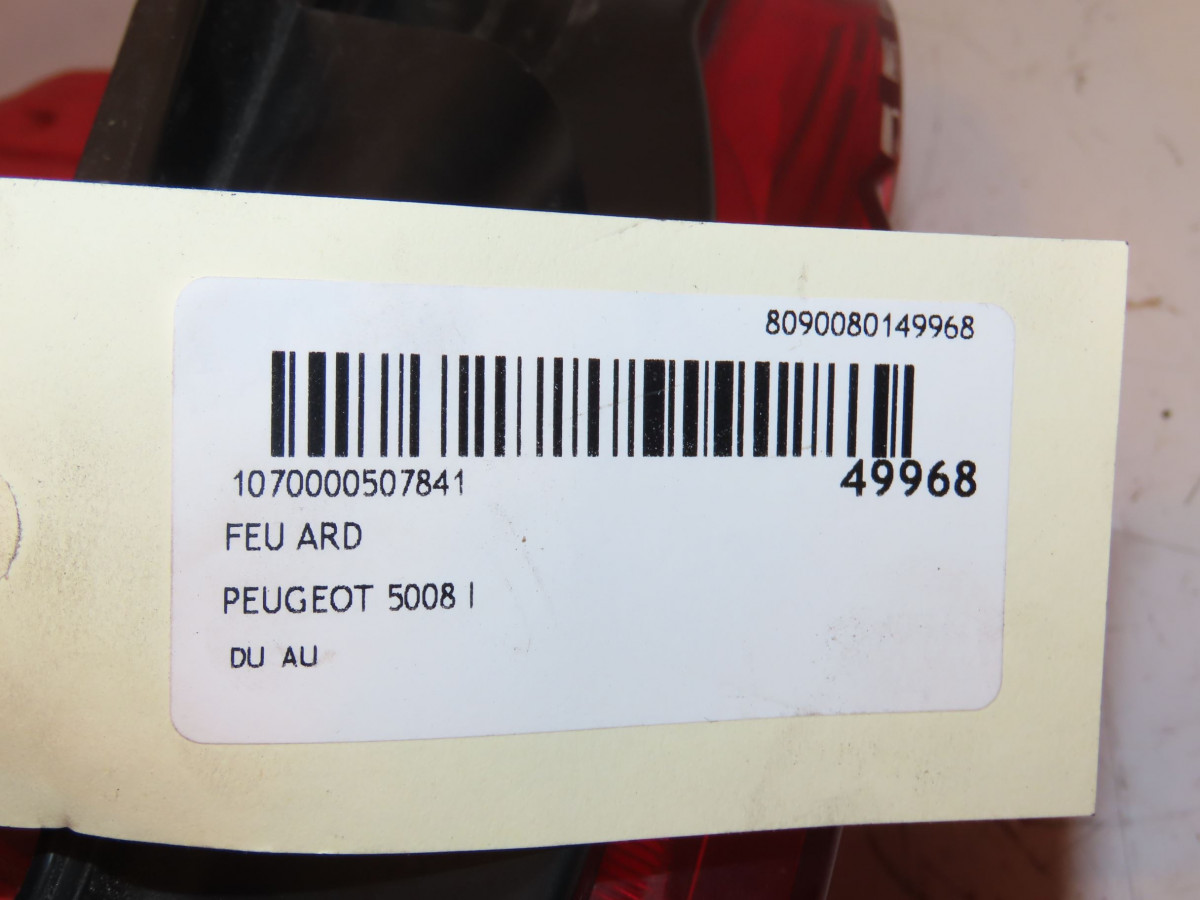 8090080149968
1070000507841
49968
FEU ARD
PEUGEOT 5008 I
DU AU